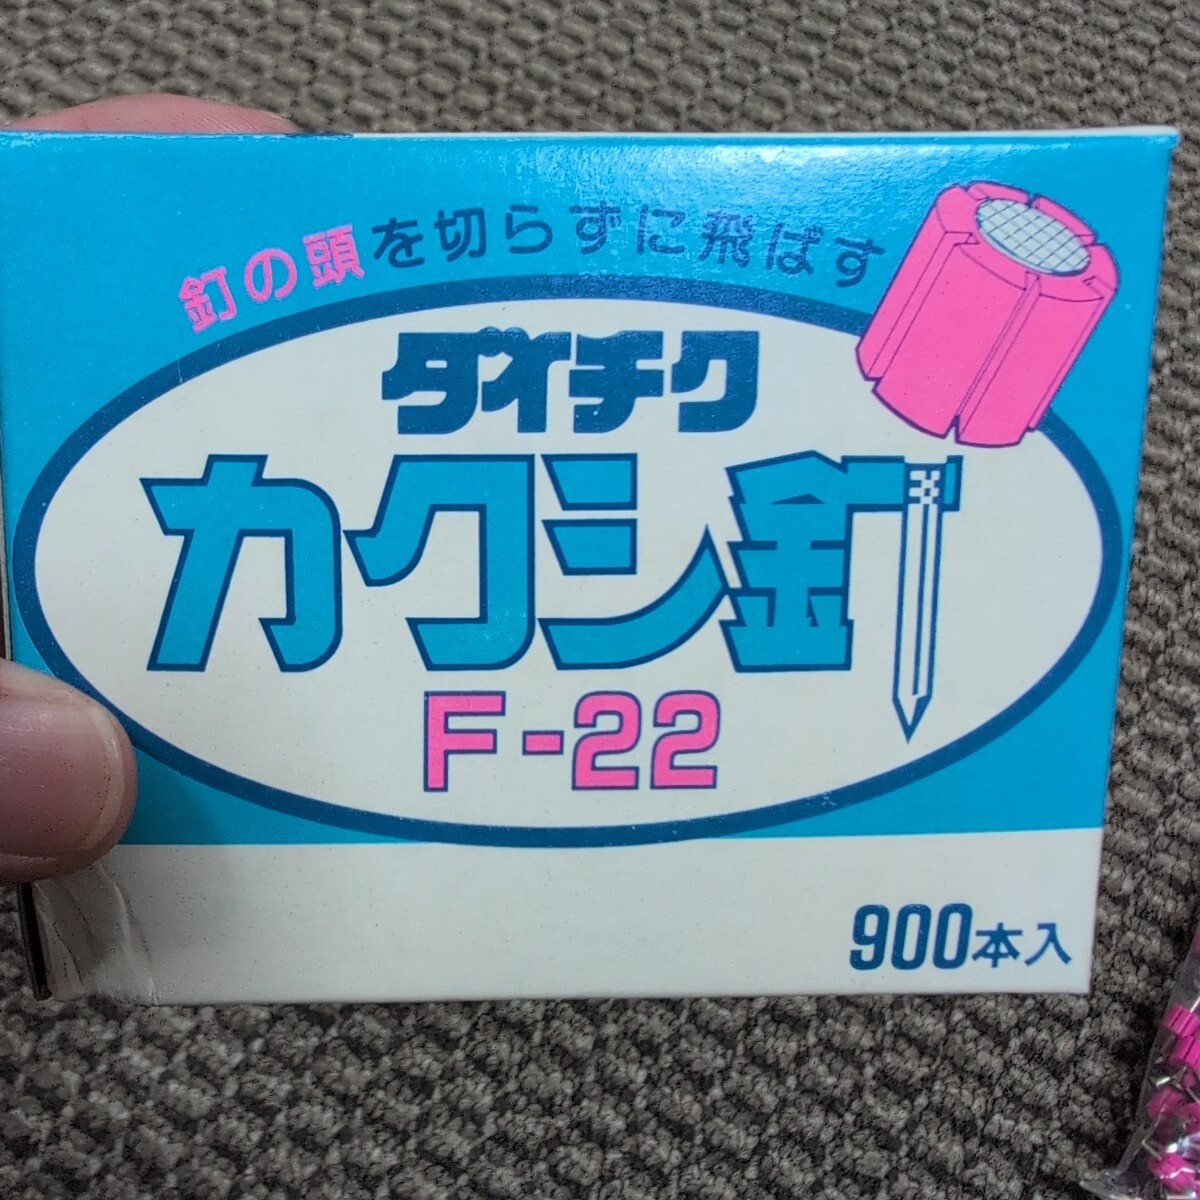 釘の頭を切らずに飛ばす
ダイチク
カクシ釘
F-22
900本入